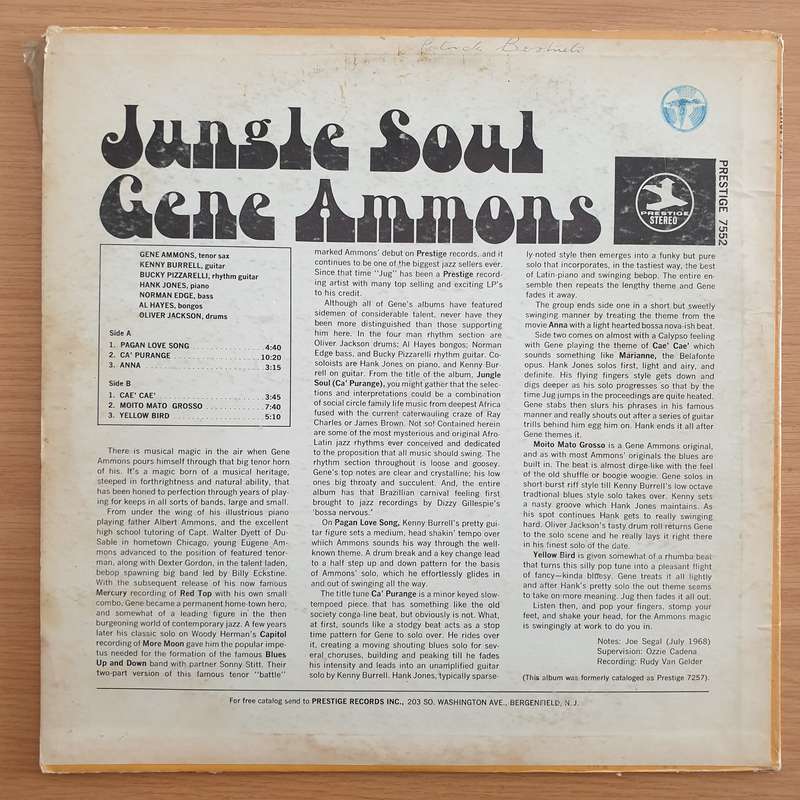 Jungle Soul
Gene Ammons
PRESTIGE
STEREO
PRESTIGE 7552
GENE AMMONS, tenor sax
KENNY BURRELL, guitar
BUCKY PIZZARELLI, rhythm guitar
HANK JONES, piano
NORMAN EDGE, bass
AL HAYES, bongos
OLIVER JACKSON, drums
Side A
1. PAGAN LOVE SONG 4:40
2. CA' PURANGE 10:20
3. ANNA 3:15
Side B
1. CAE' CAE' 3:45
2. MOITO MATO GROSSO 7:40
3. YELLOW BIRD 5:10
There is musical magic in the air when Gene
Ammons pours himself through that big tenor horn
of his. It's a magic born of a musical heritage,
steeped in forthrightness and natural ability, that
has been honed to perfection through years of play-
ing for keeps in all sorts of bands, large and small.
From under the wing of his illustrious piano
playing father Albert Ammons, and the excellent
high school tutoring of Capt. Walter Dyett of Du-
Sable in hometown Chicago, young Eugene Am-
mons advanced to the position of featured tenor-
man, along with Dexter Gordon, in the talent laden,
bebop spawning big band led by Billy Eckstine.
With the subsequent release of his now famous
Mercury recording of Red Top with his own small
combo, Gene became a permanent home-town hero,
and somewhat of a leading figure in the then
burgeoning world of contemporary jazz. A few years
later his classic solo on Woody Herman's Capitol
recording of More Moon gave him the popular impe-
tus needed for the formation of the famous Blues
Up and Down band with partner Sonny Stitt. Their
two-part version of this famous tenor "battle"
marked Ammons' debut on Prestige records, and it
continues to be one of the biggest jazz sellers ever.
Since that time "Jug" has been a Prestige record-
ing artist with many top selling and exciting LP's
to his credit.
Although all of Gene's albums have featured
sidemen of considerable talent, never have they
been more distinguished than those supporting
him here. In the four man rhythm section are
Oliver Jackson drums; Al Hayes, bongos; Norman
Edge bass, and Bucky Pizzarelli rhythm guitar. Co-
soloists are Hank Jones on piano, and Kenny Bur-
rell on guitar. From the title of the album, Jungle
Soul (Ca' Purange), you might gather that the selec-
tions and interpretations could be a combination
of social circle family life music from deepest Africa
fused with the current caterwauling craze of Ray
Charles or James Brown. Not so! Contained herein
are some of the most mysterious and original Afro-
Latin jazz rhythms ever conceived and dedicated
to the proposition that all music should swing. The
rhythm section throughout is loose and goosey.
Gene's top notes are clear and crystalline; his low
ones big throaty and succulent. And, the entire
album has that Brazillian carnival feeling first
brought to jazz recordings by Dizzy Gillespie's
'bossa nervous.'
On Pagan Love Song, Kenny Burrell's pretty gui-
tar figure sets a medium, head shakin' tempo over
which Ammons sounds his way through the well-
known theme. A drum break and a key change lead
to a half step up and down pattern for the basis
of Ammons' solo, which he effortlessly glides in
and out of swinging all the way.
The title tune Ca' Purange is a minor keyed slow-
tempoed piece that has something like the old
society conga-line beat, but obviously is not. What,
at first, sounds like a stodgy beat acts as a stop
time pattern for Gene to solo over. He rides over
it, creating a moving shouting blues solo for sev-
eral choruses, building and peaking till he fades
his intensity and leads into an unamplified guitar
solo by Kenny Burrell. Hank Jones, typically sparse-
ly-noted style then emerges into a funky but pure
solo that incorporates, in the tastiest way, the best
of Latin-piano and swinging bebop. The entire en-
semble then repeats the lengthy theme and Gene
fades it away.
The group ends side one in a short but sweetly
swinging manner by treating the theme from the
movie Anna with a light hearted bossa nova-ish beat.
Side two comes on almost with a Calypso feeling
with Gene playing the theme of Cae' Cae' which
sounds something like Marianne, the Belafonte
opus. Hank Jones solos first, light and airy, and
definite. His flying fingers style gets down and
digs deeper as his solo progresses so that by the
time Jug jumps in the proceedings are quite heated.
Gene stabs then slurs his phrases in his famous
manner and really shouts out after a series of guitar
trills behind him egg him on. Hank ends it all after
Gene themes it.
Moito Mato Grosso is a Gene Ammons original,
and as with most Ammons' originals the blues are
built in. The beat is almost dirge-like with the feel
of the old shuffle or boogie woogie. Gene solos in
short-burst riff style till Kenny Burrell's low octave
tradtional blues style solo takes over. Kenny sets
a nasty groove which Hank Jones maintains. As
his spot continues Hank gets to really swinging
hard. Oliver Jackson's tasty drum roll returns Gene
to the solo scene and he really lays it right there
in his finest solo of the date.
Yellow Bird is given somewhat of a rhumba beat
that turns this silly pop tune into a pleasant flight
of fancy—kinda blowsy. Gene treats it all lightly
and after Hank's pretty solo the out theme seems
to take on more meaning. Jug then fades it all out.
Listen then, and pop your fingers, stomp your
feet, and shake your head, for the Ammons magic
is swingingly at work to do you in.
Notes: Joe Segal (July 1968)
Supervision: Ozzie Cadena
Recording: Rudy Van Gelder
(This album was formerly cataloged as Prestige 7257).
For free catalog send to PRESTIGE RECORDS INC., 203 SO. WASHINGTON AVE., BERGENFIELD, N.J.